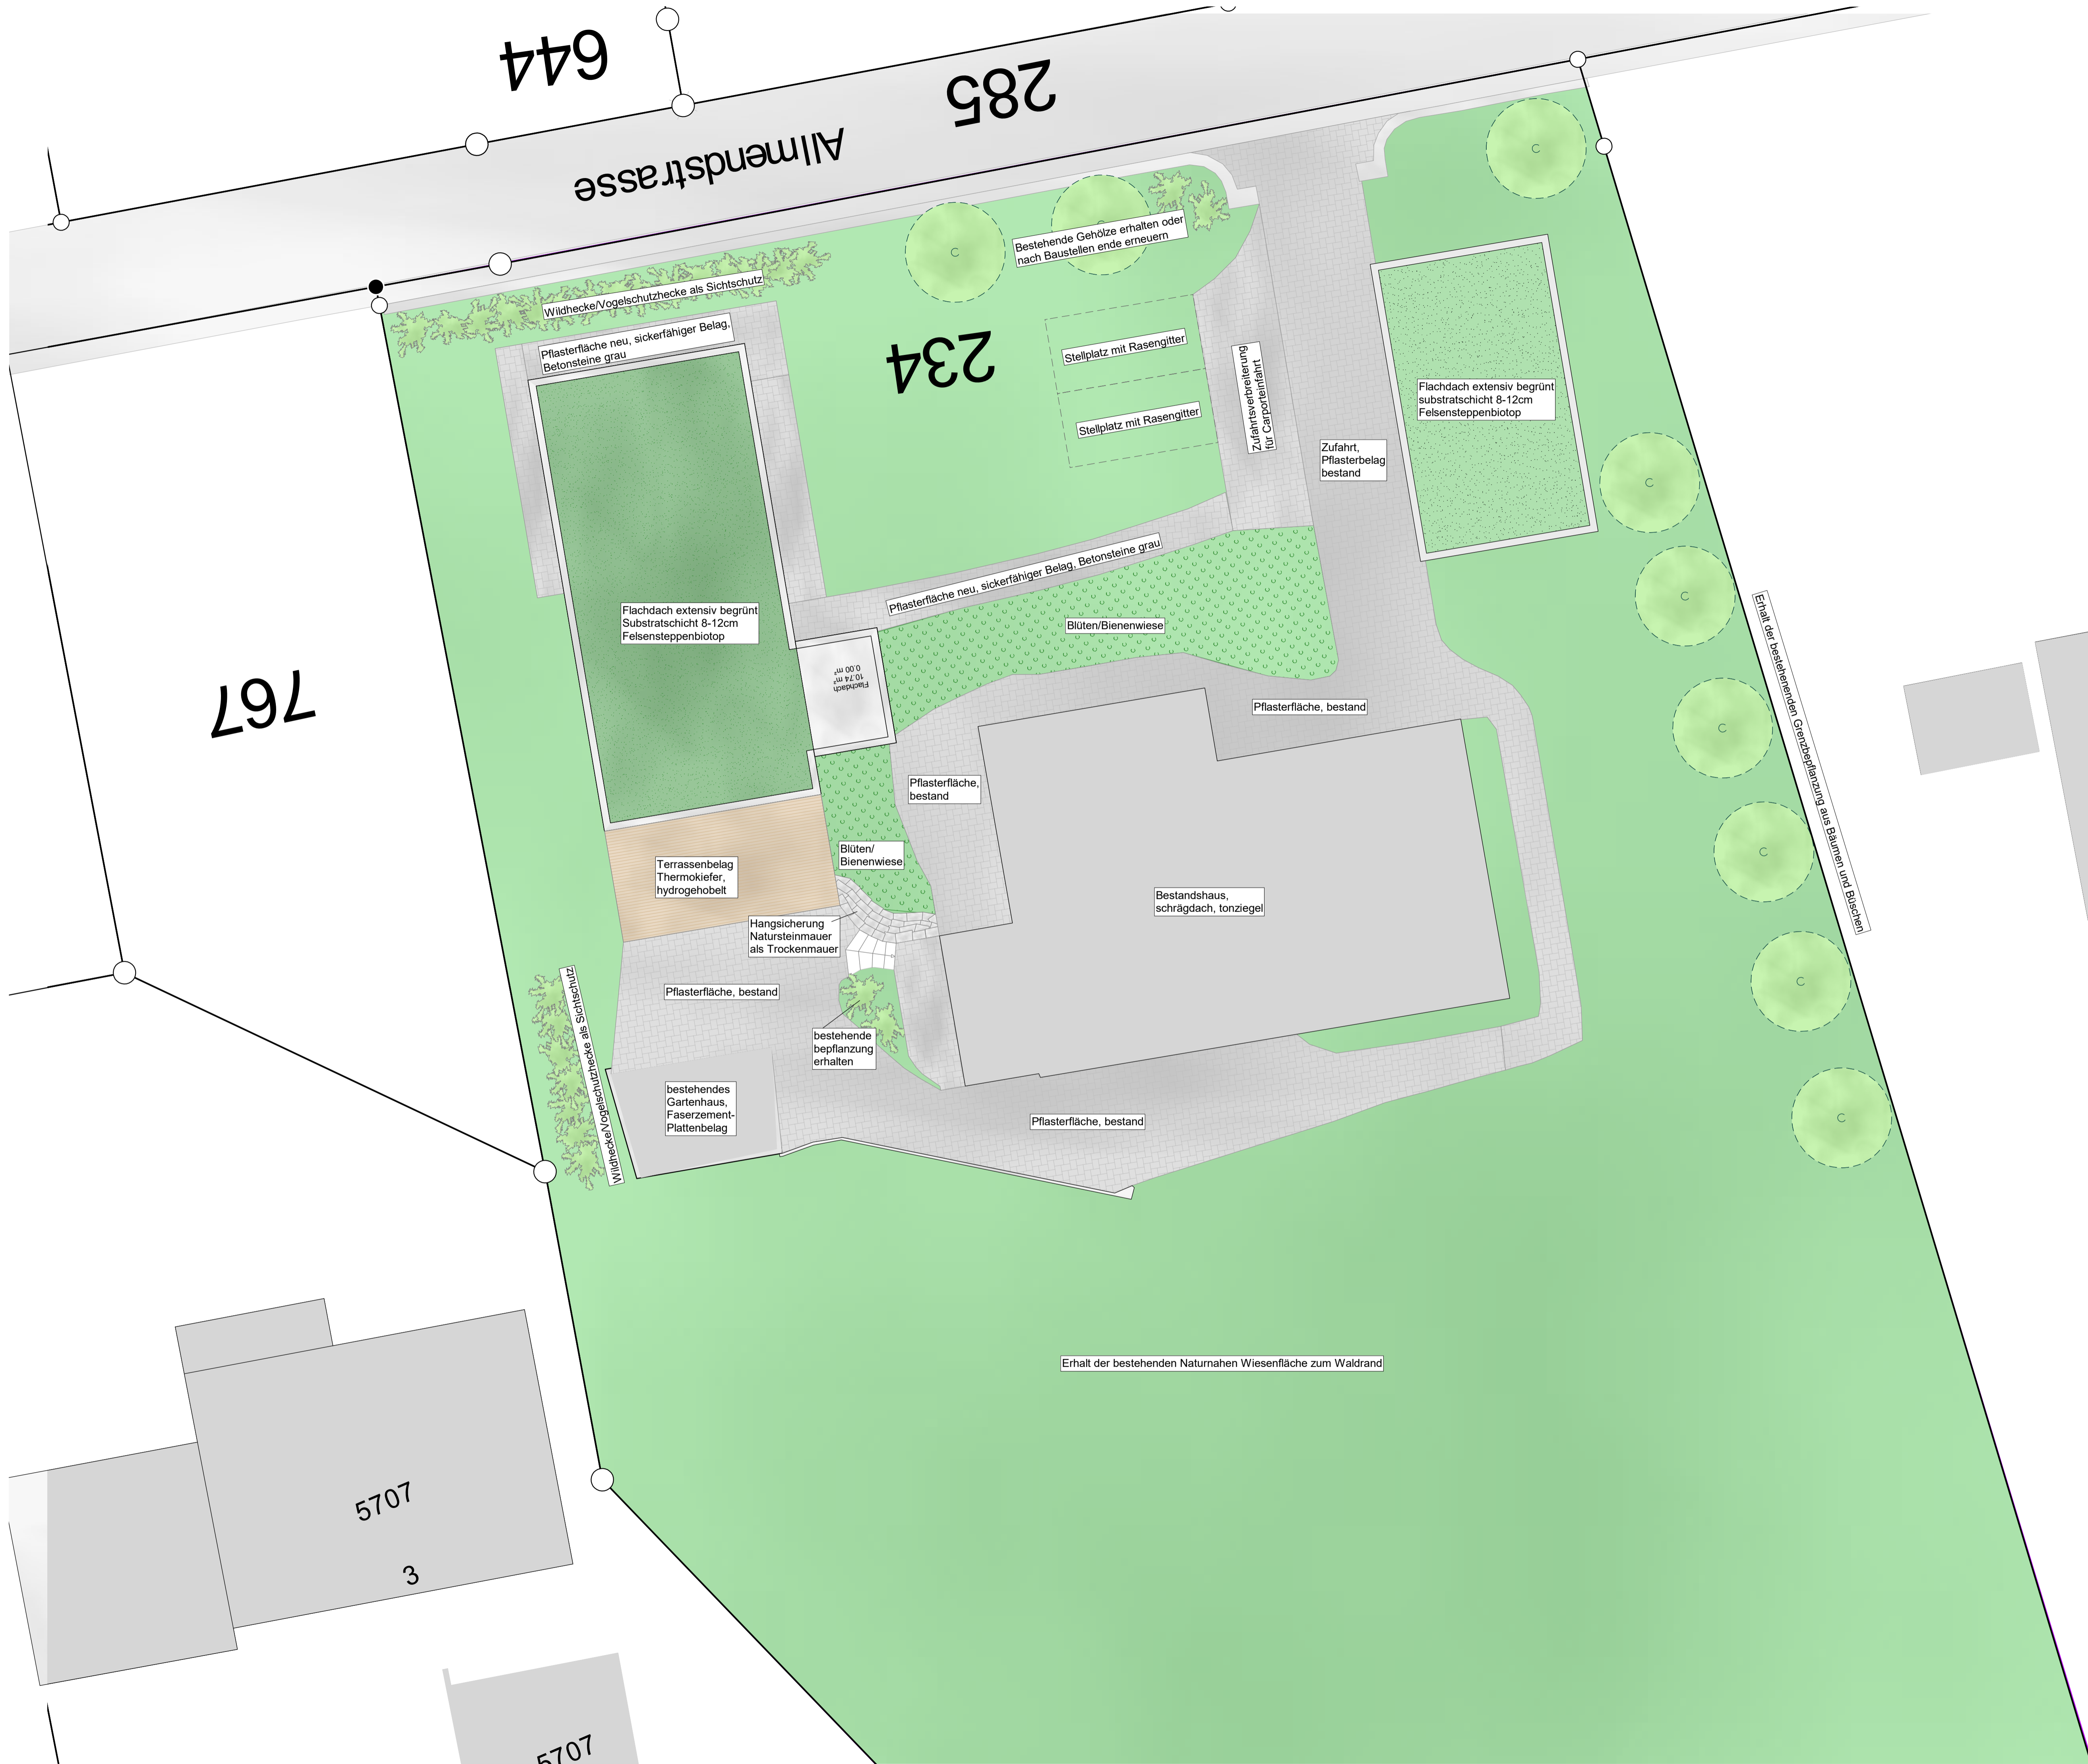 644
285
Allmendstrasse
Bestehende Gehölze erhalten oder
nach Baustellen ende erneuern
Wildhecke/Vogelschutzhecke als Sichtschutz
Pflasterfläche neu, sickerfähiger Belag,
Betonsteine grau
234
Stellplatz mit Rasengitter
Stellplatz mit Rasengitter
Zufahrtsverbreiterung
für Carporteinfahrt
Zufahrt,
Pflasterbelag
bestand
Flachdach extensiv begrünt
substratschicht 8-12cm
Felsensteppenbiotop
Pflasterfläche neu, sickerfähiger Belag, Betonsteine grau
Flachdach extensiv begrünt
Substratschicht 8-12cm
Felsensteppenbiotop
Blüten/Bienenwiese
Flachdach
10.74 m²
0.00 m²
767
Pflasterfläche, bestand
Pflasterfläche,
bestand
Erhalt der bestehenenden Grenzbepflanzung aus Bäumen und Büschen
Blüten/
Bienenwiese
Terrassenbelag
Thermokiefer,
hydrogehobelt
Bestandshaus,
schrägdach, tonziegel
Hangsicherung
Natursteinmauer
als Trockenmauer
Pflasterfläche, bestand
Wildhecke/Vogelschutzhecke als Sichtschutz
bestehende
bepflanzung
erhalten
bestehendes
Gartenhaus,
Faserzement-
Plattenbelag
Pflasterfläche, bestand
Erhalt der bestehenden Naturnahen Wiesenfläche zum Waldrand
5707
3
5707